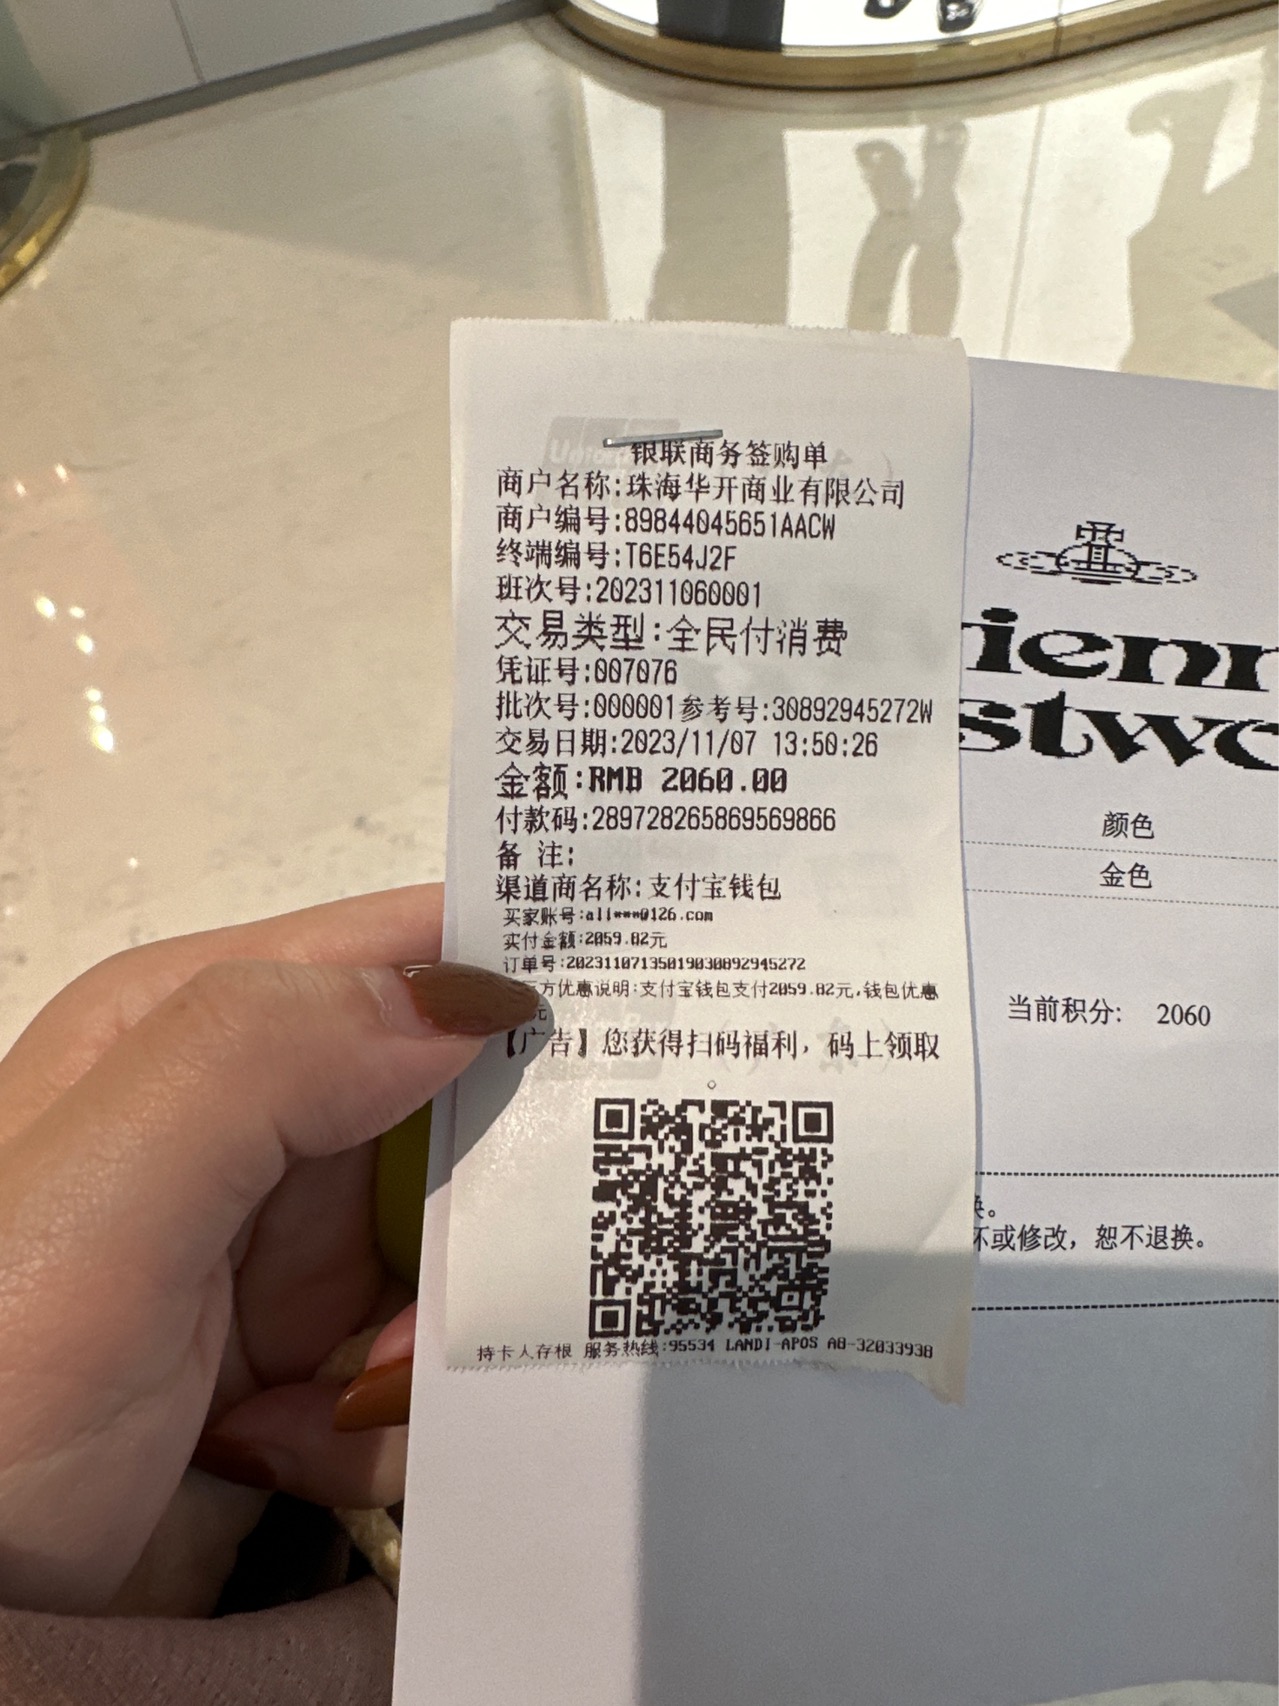 银联商务签购单
商户名称:珠海华开商业有限公司
商户编号:89844045651AACW
终端编号:T6E54J2F
班次号:202311060001
交易类型:全民付消费
凭证号:007076
批次号:000001参考号:30892945272W
交易日期:2023/11/07 13:50:26
金额:RMB 2060.00
付款码:289728265869569866
备 注:
渠道商名称:支付宝钱包
买家账号:all***@126.com
实付金额:2059.82元
订单号:20231107135019030892945272
方优惠说明:支付宝钱包支付2059.82元,钱包优惠
元
【广告】您获得扫码福利，码上领取
。
持卡人存根 服务热线:95534 LANDI-APOS A8-32033938
ienn
stwo
颜色
金色
当前积分: 2060
换。
坏或修改，恕不退换。